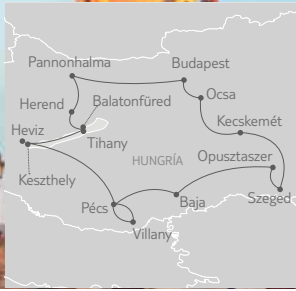 Pannonhalma
Budapest
Herend
Balatonfüred
Ocsa
Heviz
Kecskemét
Tihany
HUNGRÍA
Opusztaszer
Keszthely
Pécs
Baja
Szeged
Villany